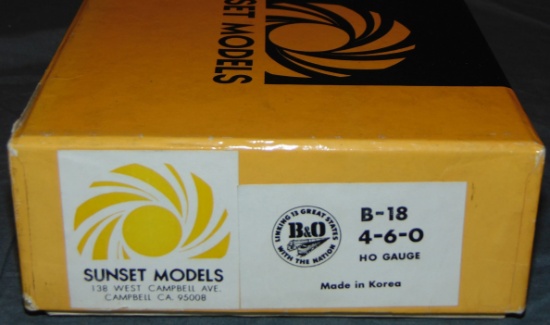 SUNSET MODELS
SUNSET MODELS
138 WEST CAMPBELL AVE.
CAMPBELL CA. 95008
LINKING 13 GREAT STATES
B&O
WITH THE NATION
B-18
4-6-0
HO GAUGE
Made in Korea